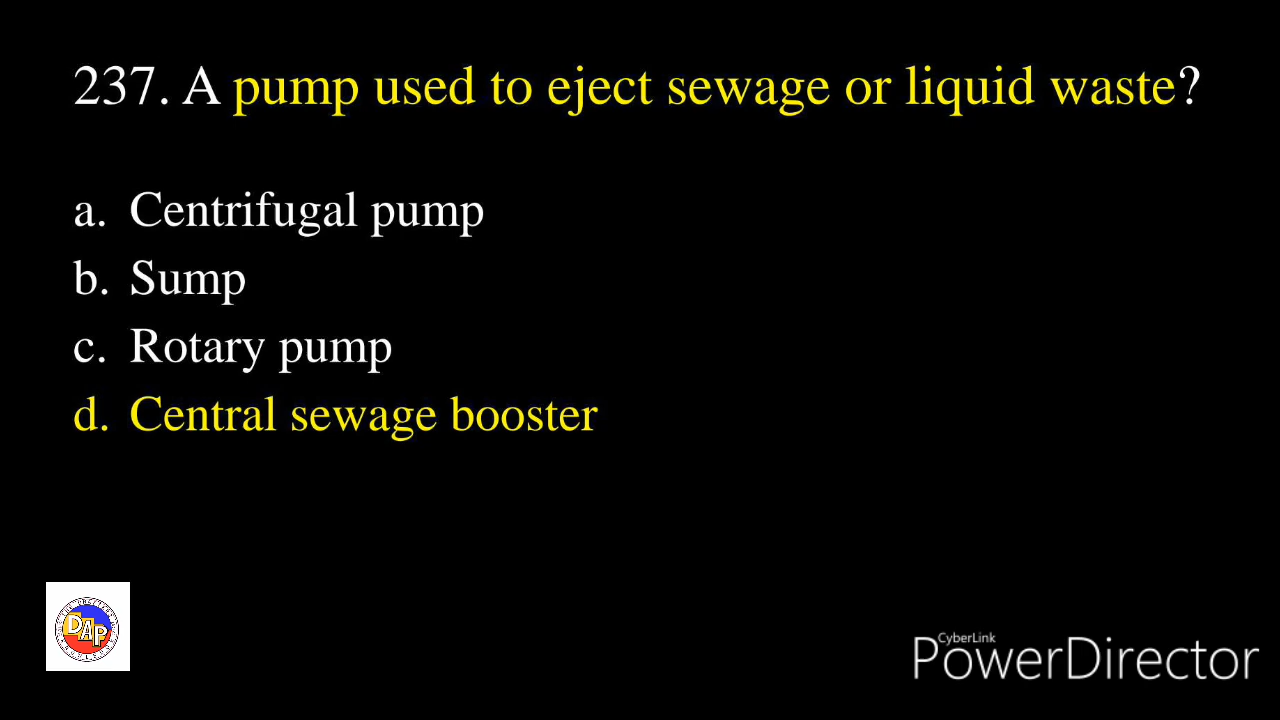 237. A pump used to eject sewage or liquid waste?
a. Centrifugal pump
b. Sump
c. Rotary pump
d. Central sewage booster
DAP
CyberLink
PowerDirector